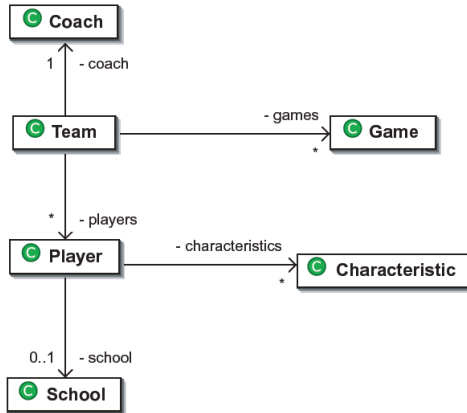 C Coach
1 - coach
C Team
- games
*
C Game
* - players
C Player
- characteristics
*
C Characteristic
0..1 - school
C School